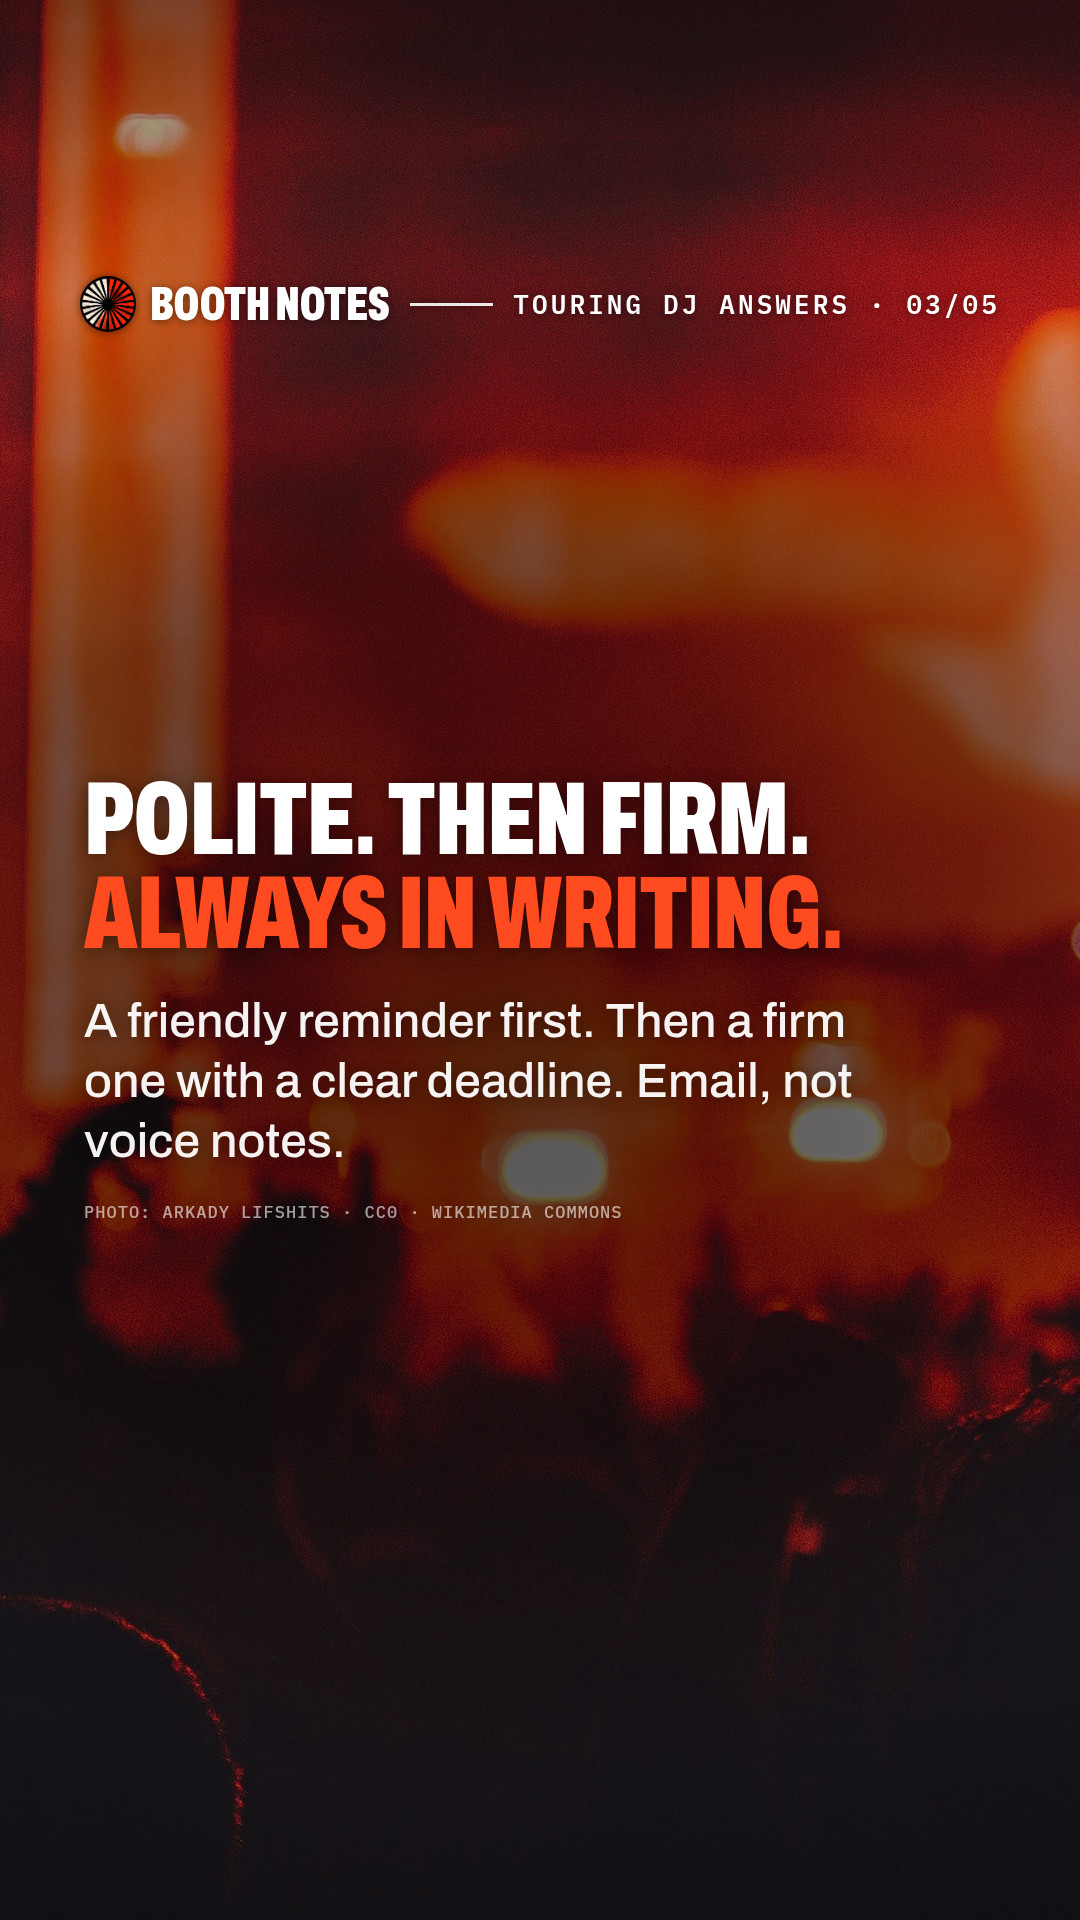 BOOTH NOTES — TOURING DJ ANSWERS · 03/05
POLITE. THEN FIRM.
ALWAYS IN WRITING.
A friendly reminder first. Then a firm
one with a clear deadline. Email, not
voice notes.
PHOTO: ARKADY LIFSHITS · CC0 · WIKIMEDIA COMMONS